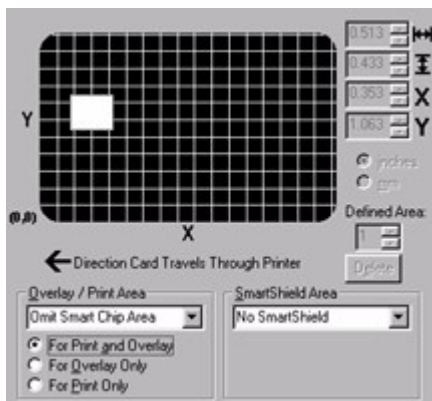 0.513
0.433
0.353
X
1.063
Y
Y
inches
mm
(0,0)
X
Defined Area:
1
Direction Card Travels Through Printer
Delete
Overlay / Print Area
SmartShield Area
Omit Smart Chip Area
No SmartShield
For Print and Overlay
For Overlay Only
For Print Only